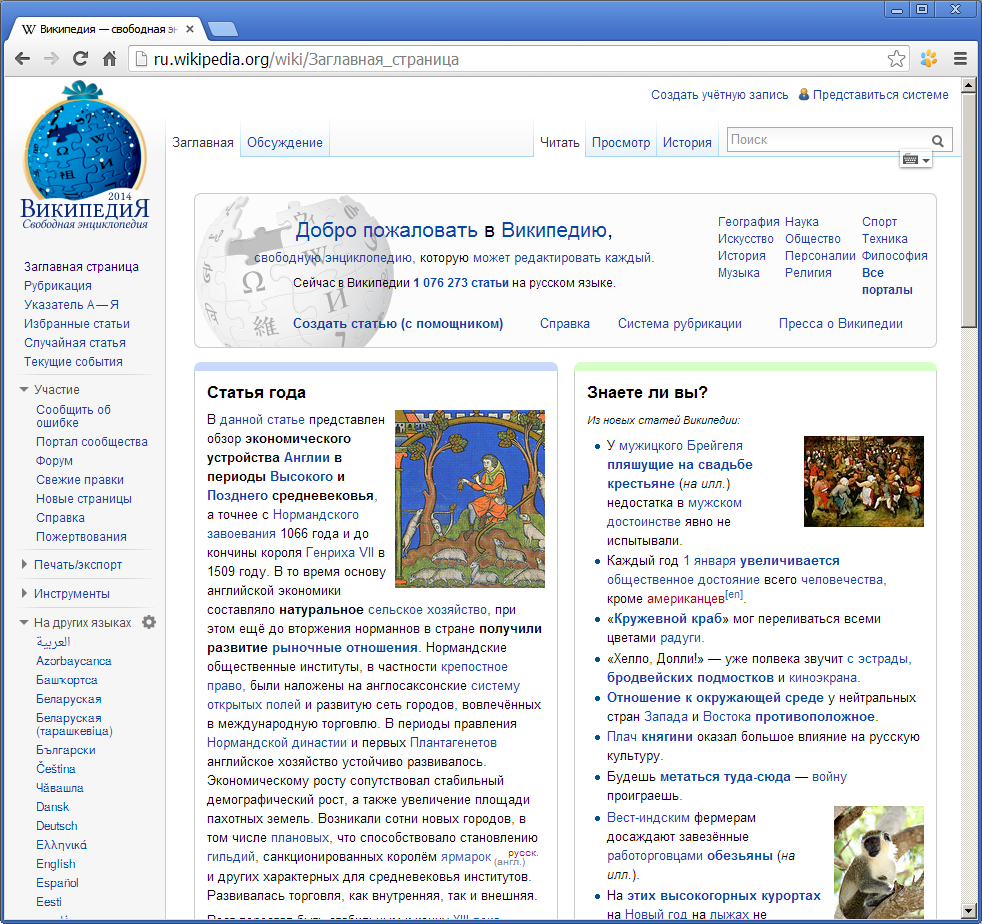 Википедия — свободная эн
ru.wikipedia.org/wiki/Заглавная_страница
Создать учётную запись Представиться системе
Заглавная Обсуждение Читать Просмотр История Поиск
2014
ВикипедиЯ
Свободная энциклопедия
Заглавная страница
Рубрикация
Указатель А — Я
Избранные статьи
Случайная статья
Текущие события
Участие
Сообщить об
ошибке
Портал сообщества
Форум
Свежие правки
Новые страницы
Справка
Пожертвования
Печать/экспорт
Инструменты
На других языках
العربية
Azərbaycanca
Башҡортса
Беларуская
Беларуская
(тарашкевіца)
Български
Čeština
Чӑвашла
Dansk
Deutsch
Ελληνικά
English
Español
Eesti
Добро пожаловать в Википедию,
свободную энциклопедию, которую может редактировать каждый.
Сейчас в Википедии 1 076 273 статьи на русском языке.
География Наука Спорт
Искусство Общество Техника
История Персоналии Философия
Музыка Религия Все
порталы
Создать статью (с помощником) Справка Система рубрикации Пресса о Википедии
Статья года
В данной статье представлен
обзор экономического
устройства Англии в
периоды Высокого и
Позднего средневековья,
а точнее с Нормандского
завоевания 1066 года и до
кончины короля Генриха VII в
1509 году. В то время основу
английской экономики
составляло натуральное сельское хозяйство, при
этом ещё до вторжения норманнов в стране получили
развитие рыночные отношения. Нормандские
общественные институты, в частности крепостное
право, были наложены на англосаксонские систему
открытых полей и развитую сеть городов, вовлечённых
в международную торговлю. В периоды правления
Нормандской династии и первых Плантагенетов
английское хозяйство устойчиво развивалось.
Экономическому росту сопутствовал стабильный
демографический рост, а также увеличение площади
пахотных земель. Возникали сотни новых городов, в
том числе плановых, что способствовало становлению
гильдий, санкционированных королём ярмарок русск. (англ.)
и других характерных для средневековья институтов.
Развивалась торговля, как внутренняя, так и внешняя.
Знаете ли вы?
Из новых статей Википедии:
У мужицкого Брейгеля
пляшущие на свадьбе
крестьяне (на илл.)
недостатка в мужском
достоинстве явно не
испытывали.
Каждый год 1 января увеличивается
общественное достояние всего человечества,
кроме американцев[en].
«Кружевной краб» мог переливаться всеми
цветами радуги.
«Хелло, Долли!» — уже полвека звучит с эстрады,
бродвейских подмостков и киноэкрана.
Отношение к окружающей среде у нейтральных
стран Запада и Востока противоположное.
Плач княгини оказал большое влияние на русскую
культуру.
Будешь метаться туда-сюда — войну
проиграешь.
Вест-индским фермерам
досаждают завезённые
работорговцами обезьяны (на
илл.).
На этих высокогорных курортах
на Новый год на лыжах не